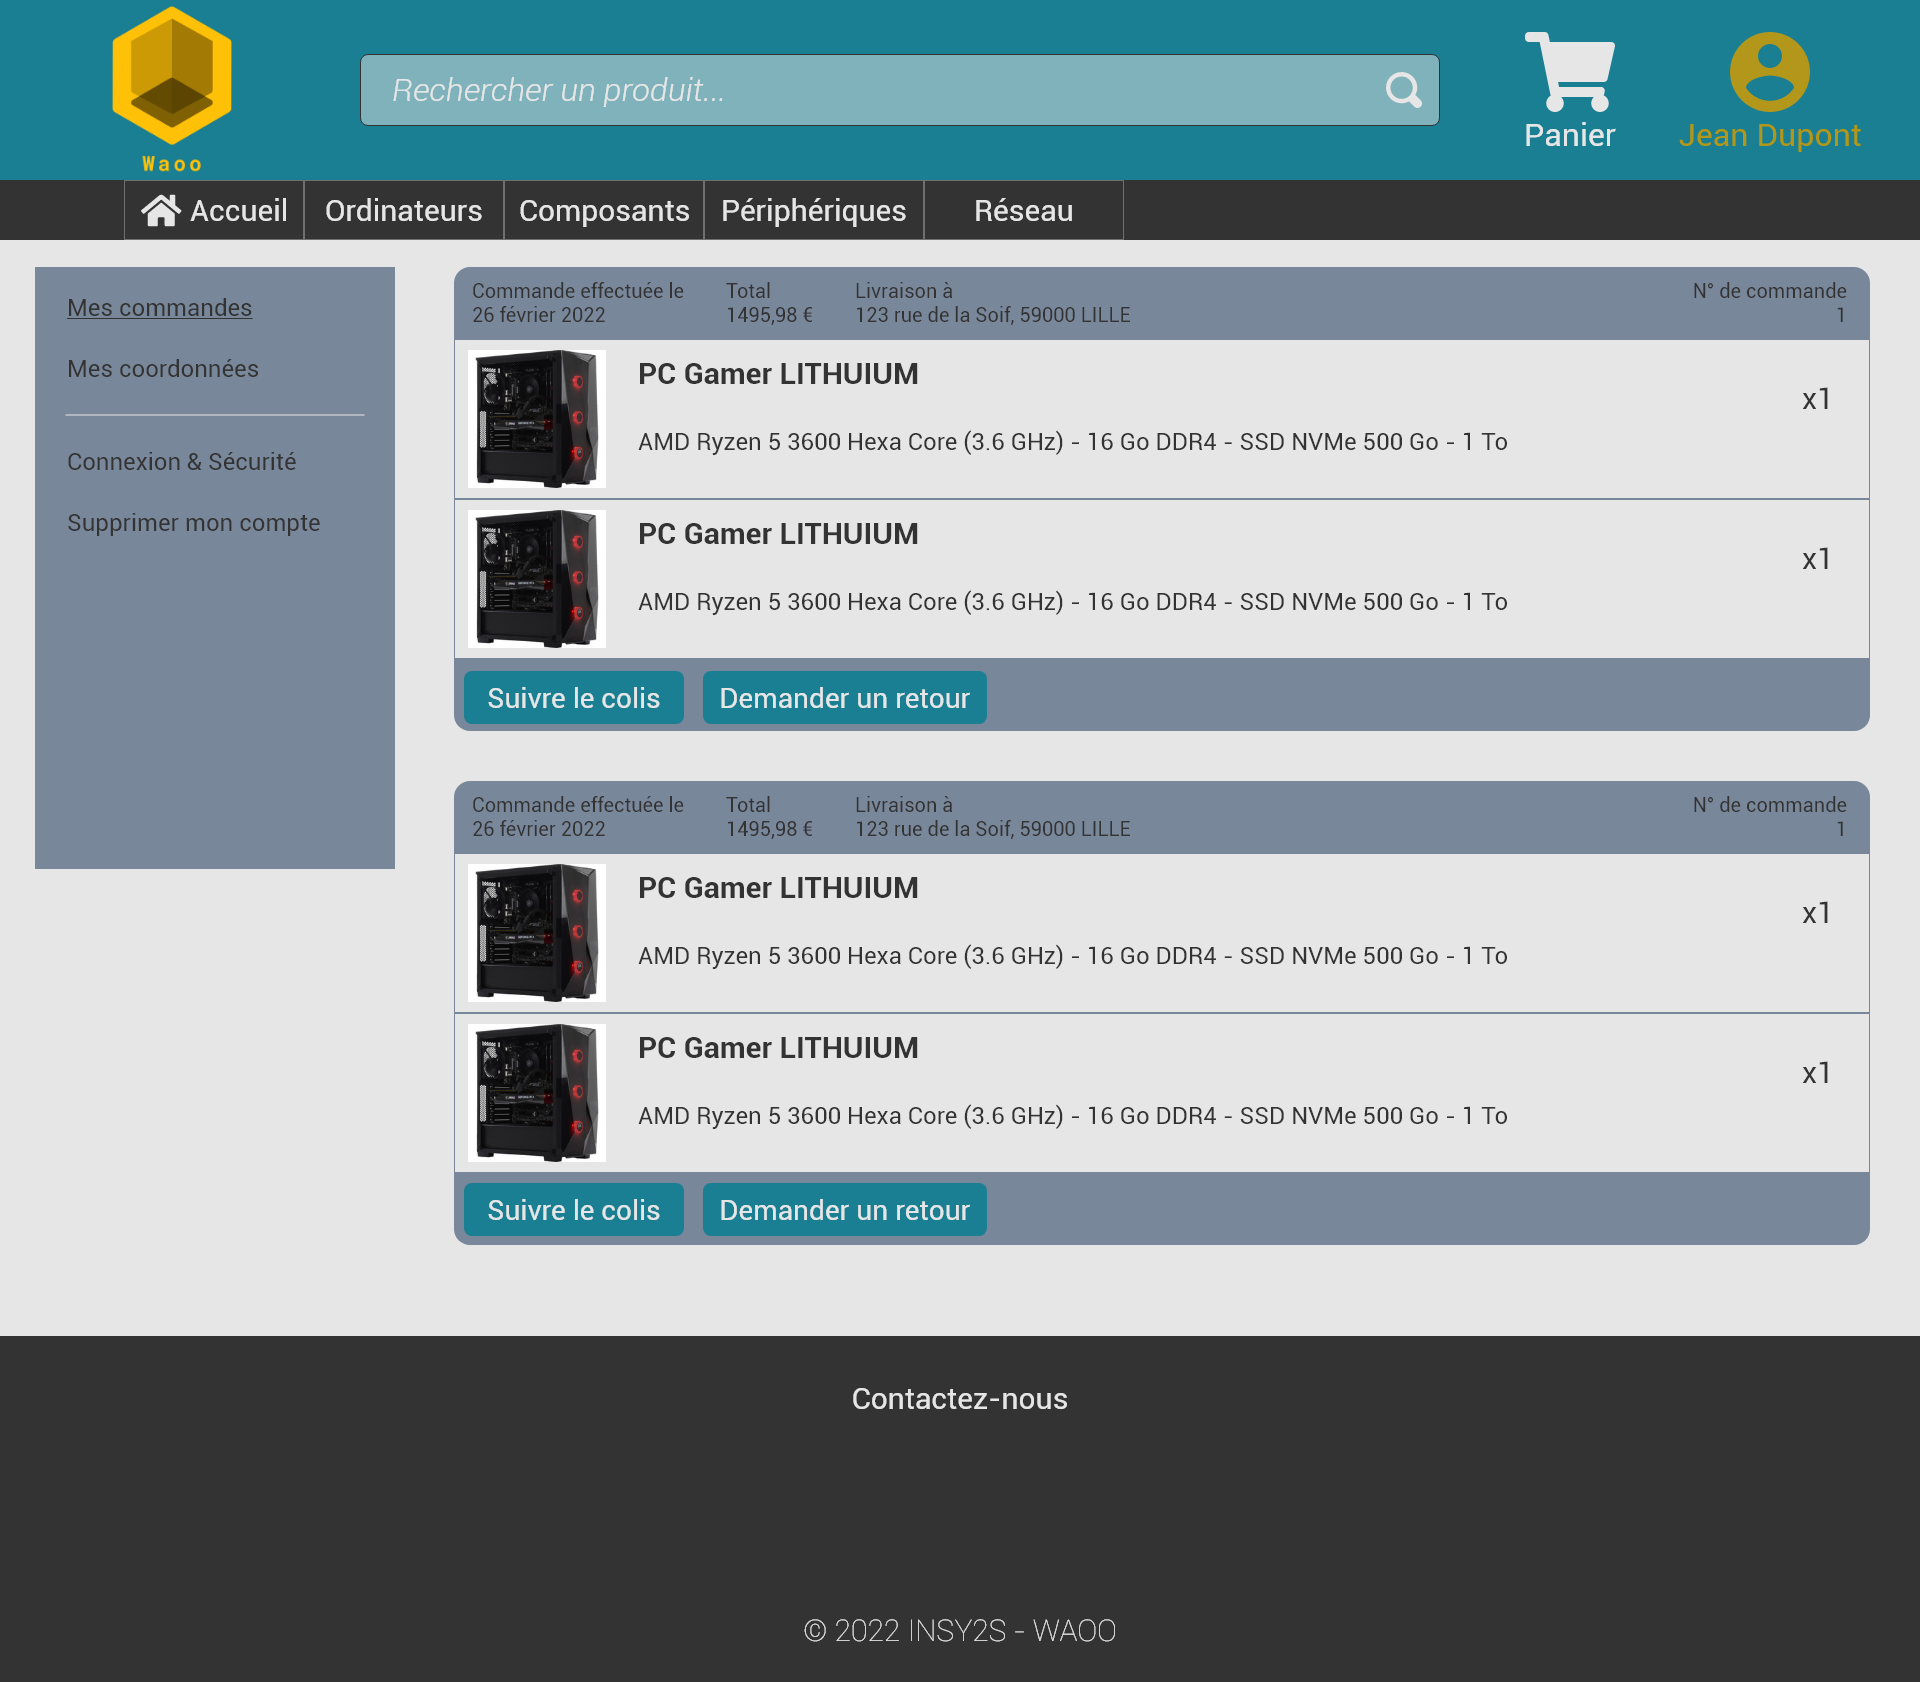 Waoo
Rechercher un produit...
Panier
Jean Dupont
Accueil
Ordinateurs
Composants
Périphériques
Réseau
Mes commandes
Mes coordonnées
Connexion & Sécurité
Supprimer mon compte
Commande effectuée le
26 février 2022
Total
1495,98 €
Livraison à
123 rue de la Soif, 59000 LILLE
N° de commande
1
PC Gamer LITHUIUM
x1
AMD Ryzen 5 3600 Hexa Core (3.6 GHz) - 16 Go DDR4 - SSD NVMe 500 Go - 1 To
PC Gamer LITHUIUM
x1
AMD Ryzen 5 3600 Hexa Core (3.6 GHz) - 16 Go DDR4 - SSD NVMe 500 Go - 1 To
Suivre le colis
Demander un retour
Commande effectuée le
26 février 2022
Total
1495,98 €
Livraison à
123 rue de la Soif, 59000 LILLE
N° de commande
1
PC Gamer LITHUIUM
x1
AMD Ryzen 5 3600 Hexa Core (3.6 GHz) - 16 Go DDR4 - SSD NVMe 500 Go - 1 To
PC Gamer LITHUIUM
x1
AMD Ryzen 5 3600 Hexa Core (3.6 GHz) - 16 Go DDR4 - SSD NVMe 500 Go - 1 To
Suivre le colis
Demander un retour
Contactez-nous
© 2022 INSY2S - WAOO